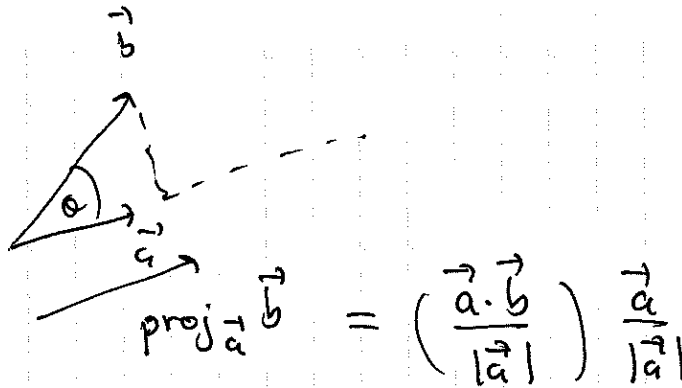 b⃗
θ
a⃗
proj_a⃗ b⃗ = ( a⃗ · b⃗ / |a⃗| ) a⃗ / |a⃗|